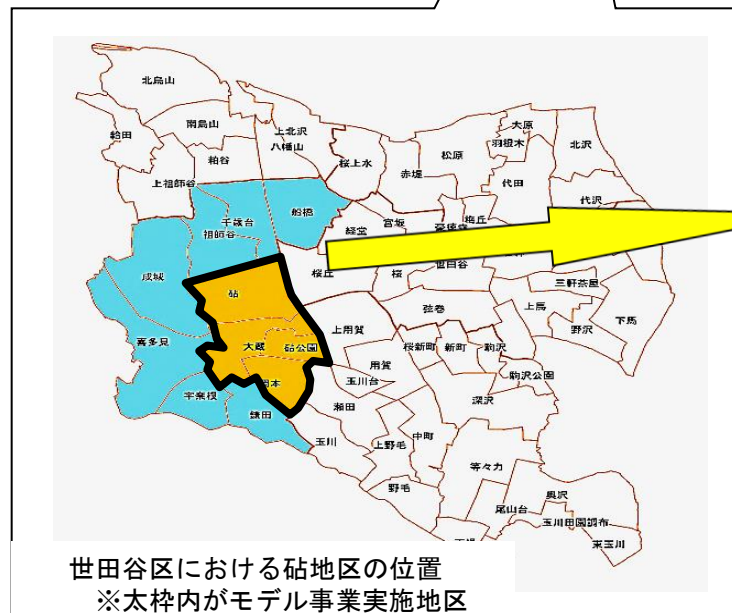 北烏山
給田
南烏山
上北沢
八幡山
粕谷
上祖師谷
桜上水
赤堤
松原
大原
羽根木
北沢
代田
代沢
船橋
千歳台
祖師谷
経堂
宮坂
豪徳寺
梅丘
成城
桜丘
桜
世田谷
三軒茶屋
砧
弦巻
上馬
下馬
野沢
喜多見
大蔵
砧公園
上用賀
用賀
桜新町
新町
駒沢
駒沢公園
岡本
玉川台
深沢
宇奈根
鎌田
瀬田
玉川
上野毛
中町
野毛
等々力
尾山台
奥沢
玉川田園調布
東玉川
世田谷区における砧地区の位置
※太枠内がモデル事業実施地区